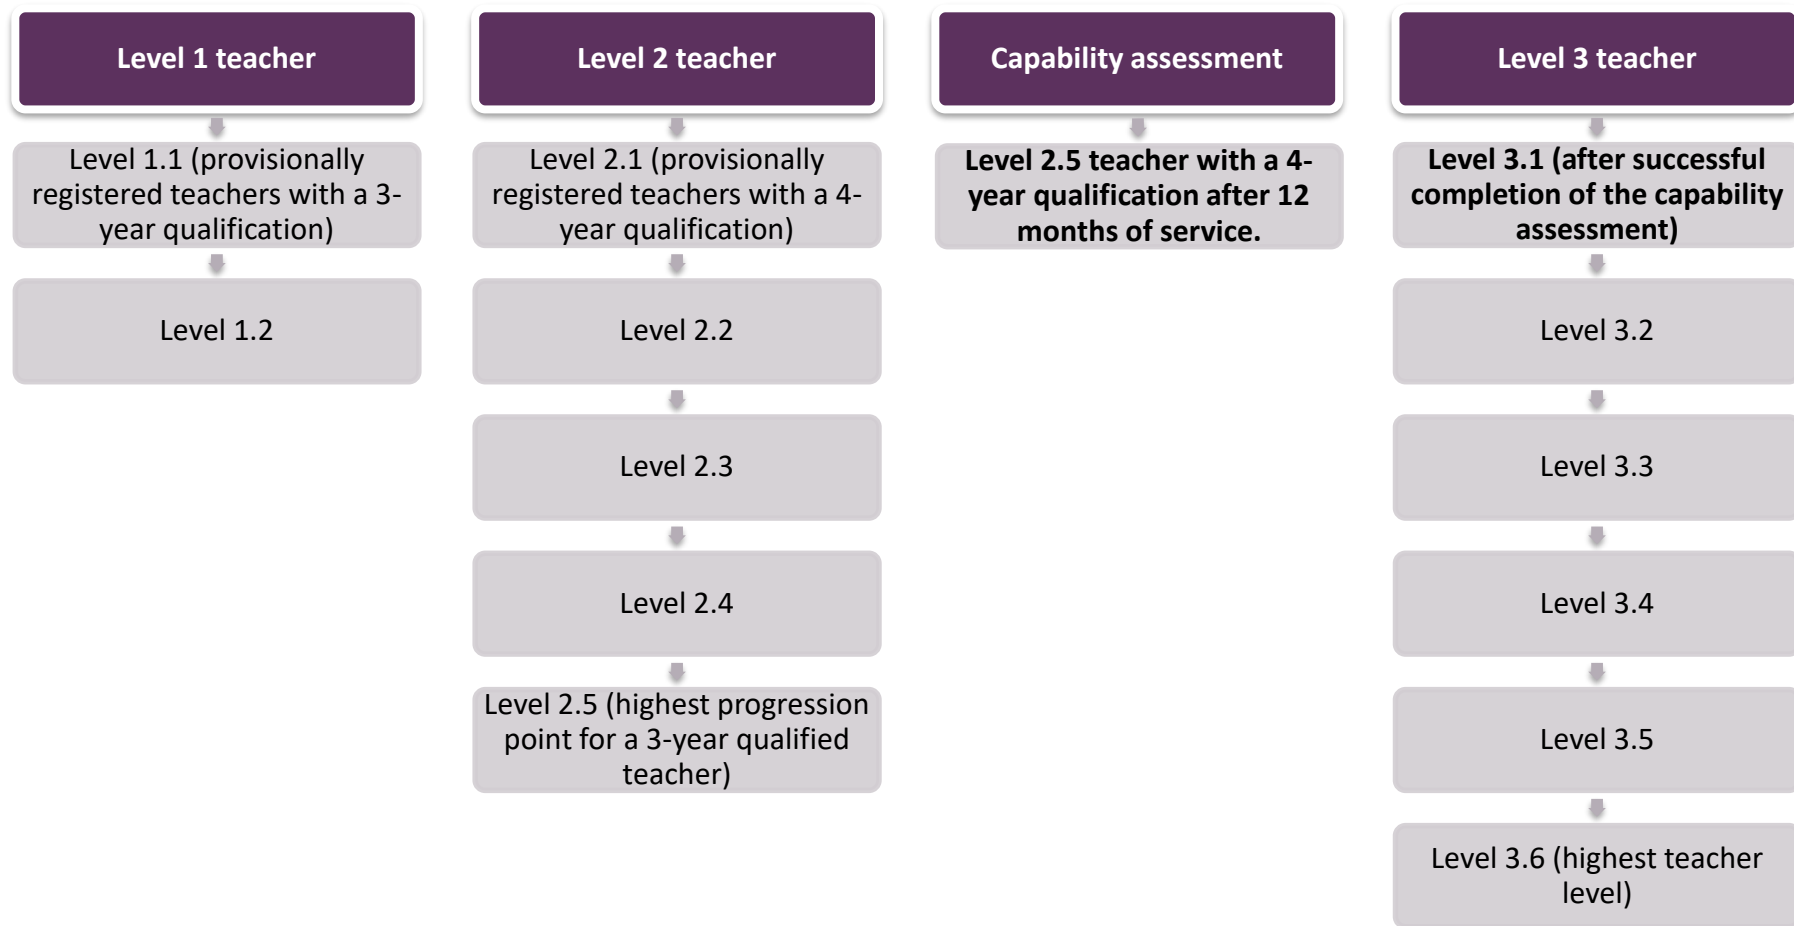 Level 1 teacher
Level 1.1 (provisionally
registered teachers with a 3-
year qualification)
Level 1.2
Level 2 teacher
Level 2.1 (provisionally
registered teachers with a 4-
year qualification)
Level 2.2
Level 2.3
Level 2.4
Level 2.5 (highest progression
point for a 3-year qualified
teacher)
Capability assessment
Level 2.5 teacher with a 4-
year qualification after 12
months of service.
Level 3 teacher
Level 3.1 (after successful
completion of the capability
assessment)
Level 3.2
Level 3.3
Level 3.4
Level 3.5
Level 3.6 (highest teacher
level)